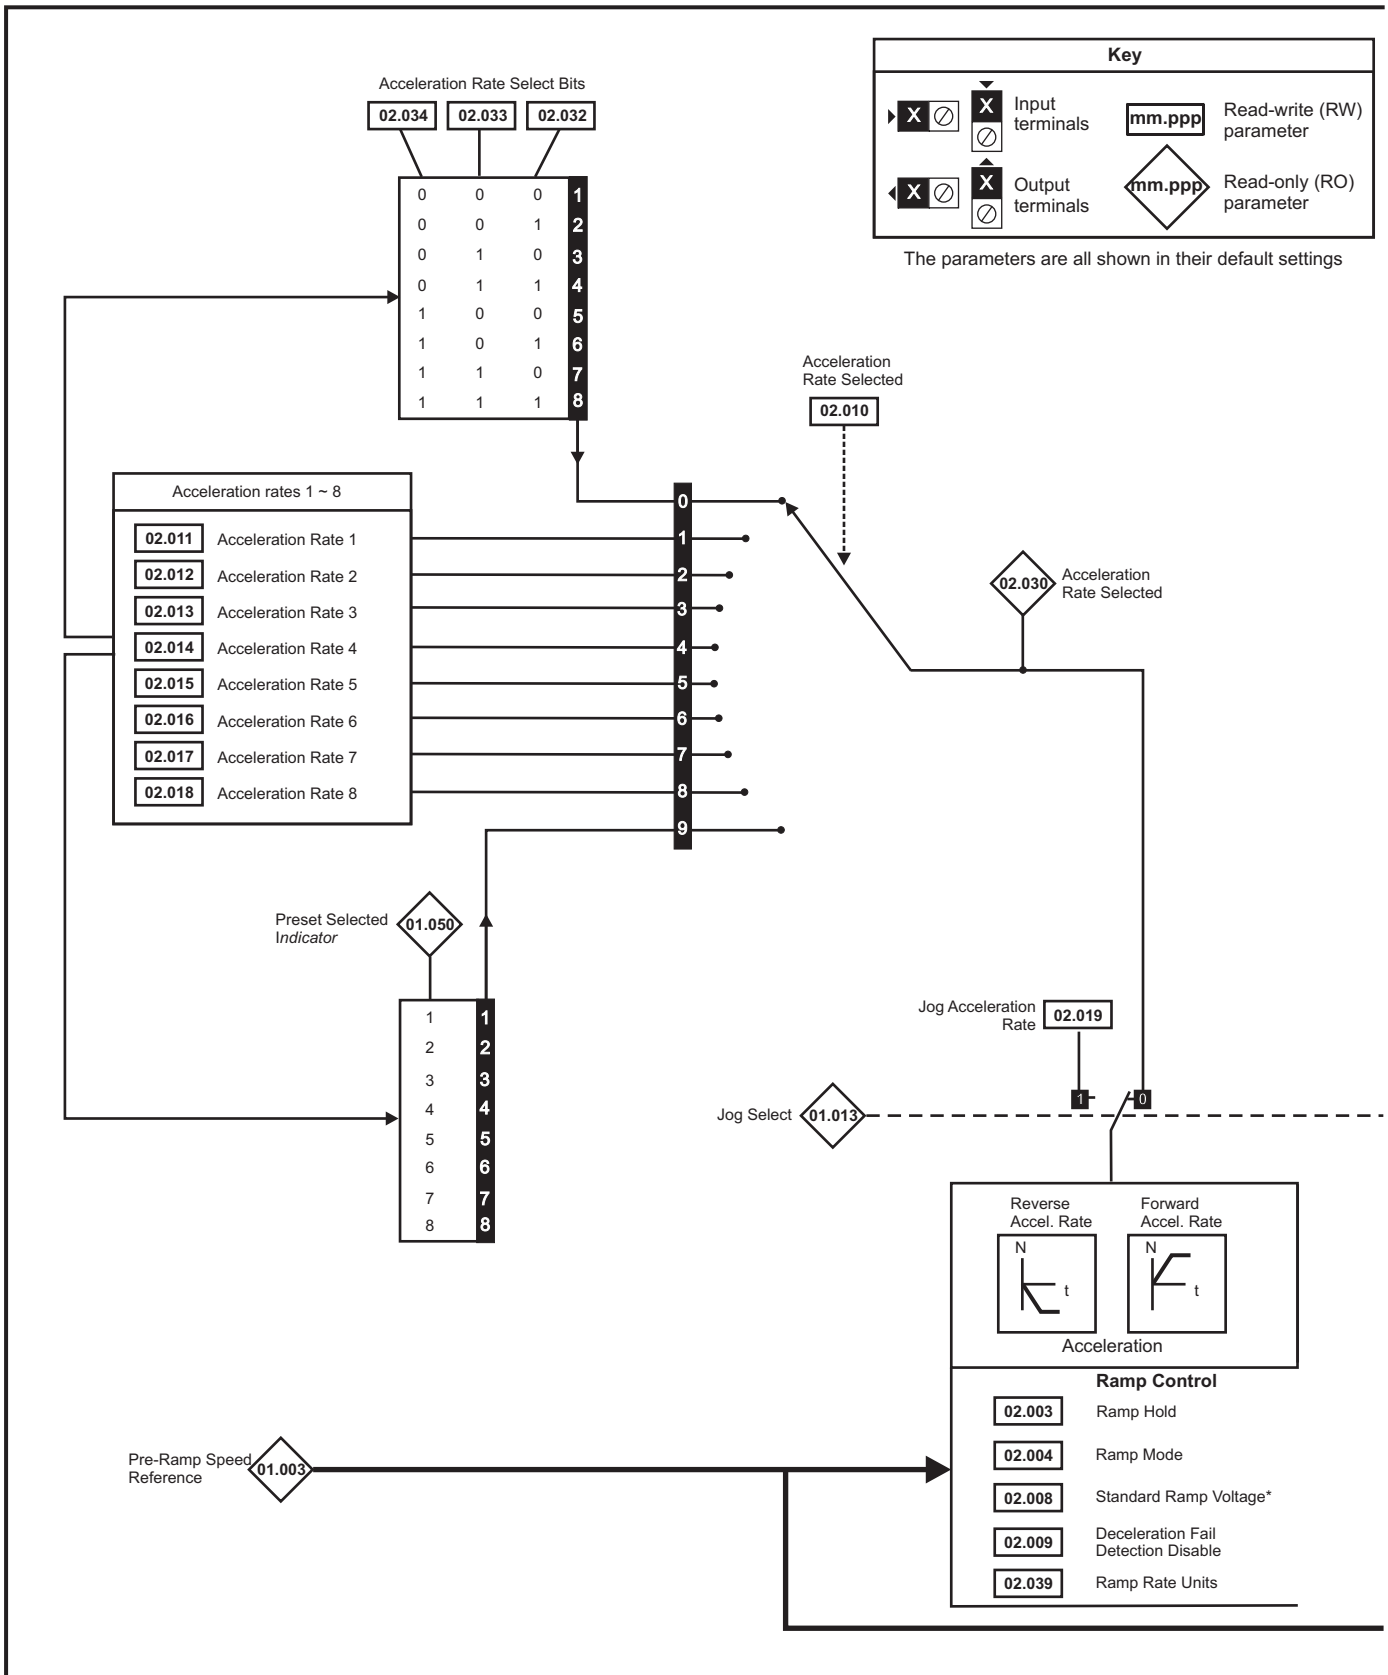 Key
X
X
Input
terminals
mm.ppp
Read-write (RW)
parameter
X
X
Output
terminals
mm.ppp
Read-only (RO)
parameter
The parameters are all shown in their default settings
Acceleration Rate Select Bits
02.034 02.033 02.032
0 0 0 1
0 0 1 2
0 1 0 3
0 1 1 4
1 0 0 5
1 0 1 6
1 1 0 7
1 1 1 8
Acceleration
Rate Selected
02.010
Acceleration rates 1 ~ 8
02.011 Acceleration Rate 1
02.012 Acceleration Rate 2
02.013 Acceleration Rate 3
02.014 Acceleration Rate 4
02.015 Acceleration Rate 5
02.016 Acceleration Rate 6
02.017 Acceleration Rate 7
02.018 Acceleration Rate 8
0
1
2
3
4
5
6
7
8
9
02.030
Acceleration
Rate Selected
Preset Selected
Indicator
01.050
1 1
2 2
3 3
4 4
5 5
6 6
7 7
8 8
Jog Acceleration
Rate
02.019
1 0
Jog Select 01.013
Reverse
Accel. Rate
N
t
Forward
Accel. Rate
N
t
Acceleration
Ramp Control
02.003 Ramp Hold
02.004 Ramp Mode
02.008 Standard Ramp Voltage*
02.009 Deceleration Fail
Detection Disable
02.039 Ramp Rate Units
Pre-Ramp Speed
Reference
01.003